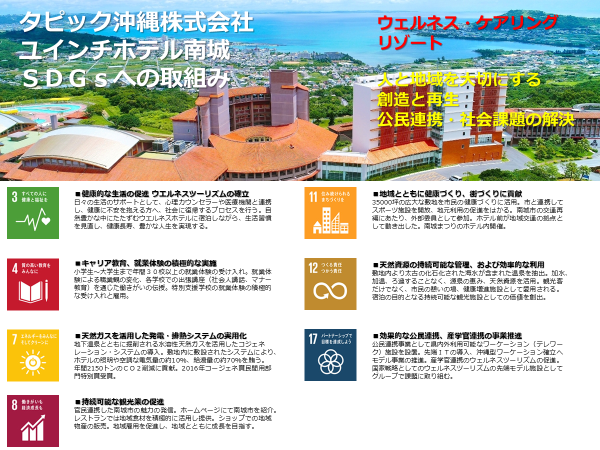 タピック沖縄株式会社
ユインチホテル南城
ＳＤＧｓへの取組み
ウェルネス・ケアリング
リゾート
人と地域を大切にする
創造と再生
公民連携・社会課題の解決
3 すべての人に
健康と福祉を
■健康的な生活の促進 ウエルネスツーリズムの確立
日々の生活のサポートとして、心理カウンセラーや医療機関と連携
し、健康に不安を抱える方へ、社会に復帰するプロセスを行う。自
然豊かな中にたたずむウエルネスホテルに宿泊しながら、生活習慣
を見直し、健康長寿、豊かな人生を実現する。
4 質の高い教育を
みんなに
■キャリア教育、就業体験の積極的な実施
小学生～大学生まで年間３０校以上の就業体験の受け入れ。就業体
験による職業観の変化、各学校での出張講座（社会人講話、マナー
教育）を通じた働きがいの伝授。特別支援学校の就業体験の積極的
な受け入れと雇用。
7 エネルギーをみんなに
そしてクリーンに
■天然ガスを活用した発電・排熱システムの実用化
地下温泉とともに掘削される水溶性天然ガスを活用したコジェネ
レーション・システムの導入。敷地内に敷設されたシステムにより、
ホテルの照明や空調な電気量の約10%、給湯量の約70%を賄う。
年間2150トンのＣＯ２削減に貢献。2016年コージェネ賞民間用部
門特別賞受賞。
8 働きがいも
経済成長も
■持続可能な観光業の促進
官民連携した南城市の魅力の発信。ホームページにて南城市を紹介。
レストランでは地域食材を積極的に活用し提供。ショップでの地域
物産の販売。地域雇用を促進し、地域とともに成長を目指す。
11 住み続けられる
まちづくりを
■地域とともに健康づくり、街づくりに貢献
35000坪の広大な敷地を市民の健康づくりに活用。市と連携して
スポーツ施設を開放、地元利用の促進をはかる。南城市の交通再
編にあたり、外部委員として参加。ホテル前が地域交通の拠点とし
て動き出した。南城まつりのホテル内開催。
12 つくる責任
つかう責任
■天然資源の持続可能な管理、および効率的な利用
敷地内より太古の化石化された海水が含まれた温泉を抽出。加水、
加温、ろ過することなく、源泉の恵み、天然資源を活用。観光客
だけでなく、市民の憩いの場、健康増進施設として愛用される。
宿泊の目的となる持続可能な観光施設としての価値を創出。
17 パートナーシップで
目標を達成しよう
■効果的な公民連携、産学官連携の事業推進
公民連携事業として県内外利用可能なワーケーション（テレワー
ク）施設を設置。先端ＩＴの導入、沖縄型ワーケーション確立へ
モデル事業の推進。産学官連携のウェルネスツーリズムの促進。
国家戦略としてのウェルネスツーリズムの先端モデル施設として
グループで課題に取り組む。